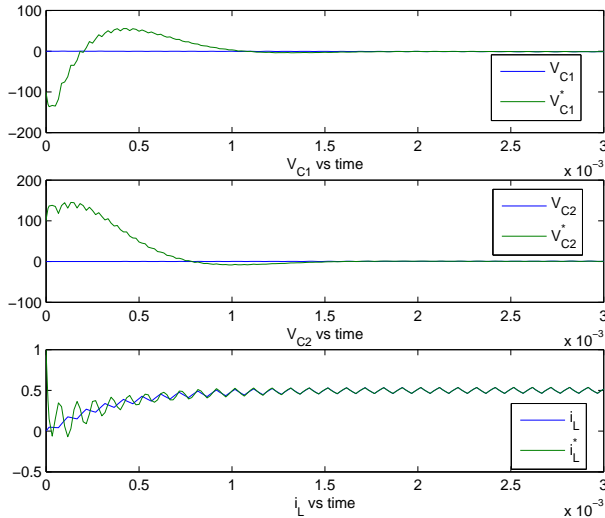 100
0
−100
−200
0 0.5 1 1.5 2 2.5 3
x 10⁻³
V_C1 vs time
V_C1
V*_C1
200
100
0
−100
0 0.5 1 1.5 2 2.5 3
x 10⁻³
V_C2 vs time
V_C2
V*_C2
1
0.5
0
−0.5
0 0.5 1 1.5 2 2.5 3
x 10⁻³
i_L vs time
i_L
i*_L